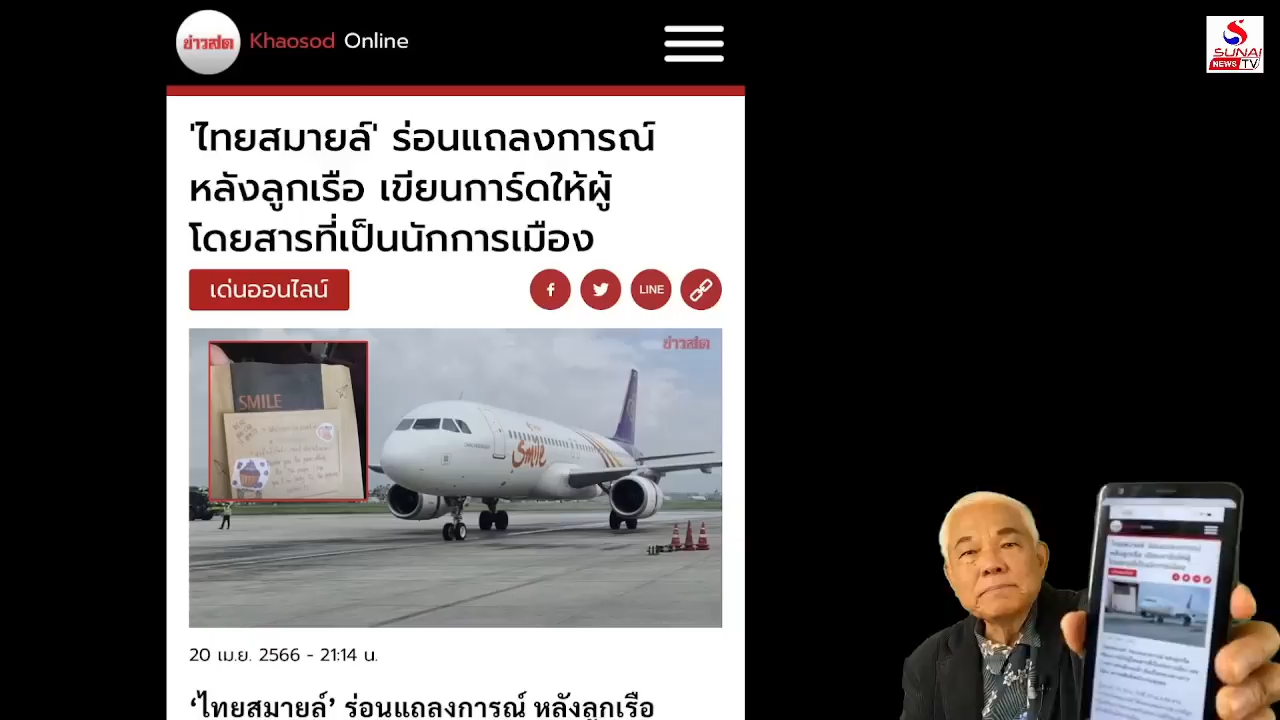 ข่าวสด Khaosod Online
SUNAI
NEWS TV
'ไทยสมายล์' ร่อนแถลงการณ์
หลังลูกเรือ เขียนการ์ดให้ผู้
โดยสารที่เป็นนักการเมือง
เด่นออนไลน์
LINE
ข่าวสด
SMILE
Smile
20 เม.ย. 2566 - 21:14 น.
‘ไทยสมายล์’ ร่อนแถลงการณ์ หลังลูกเรือ